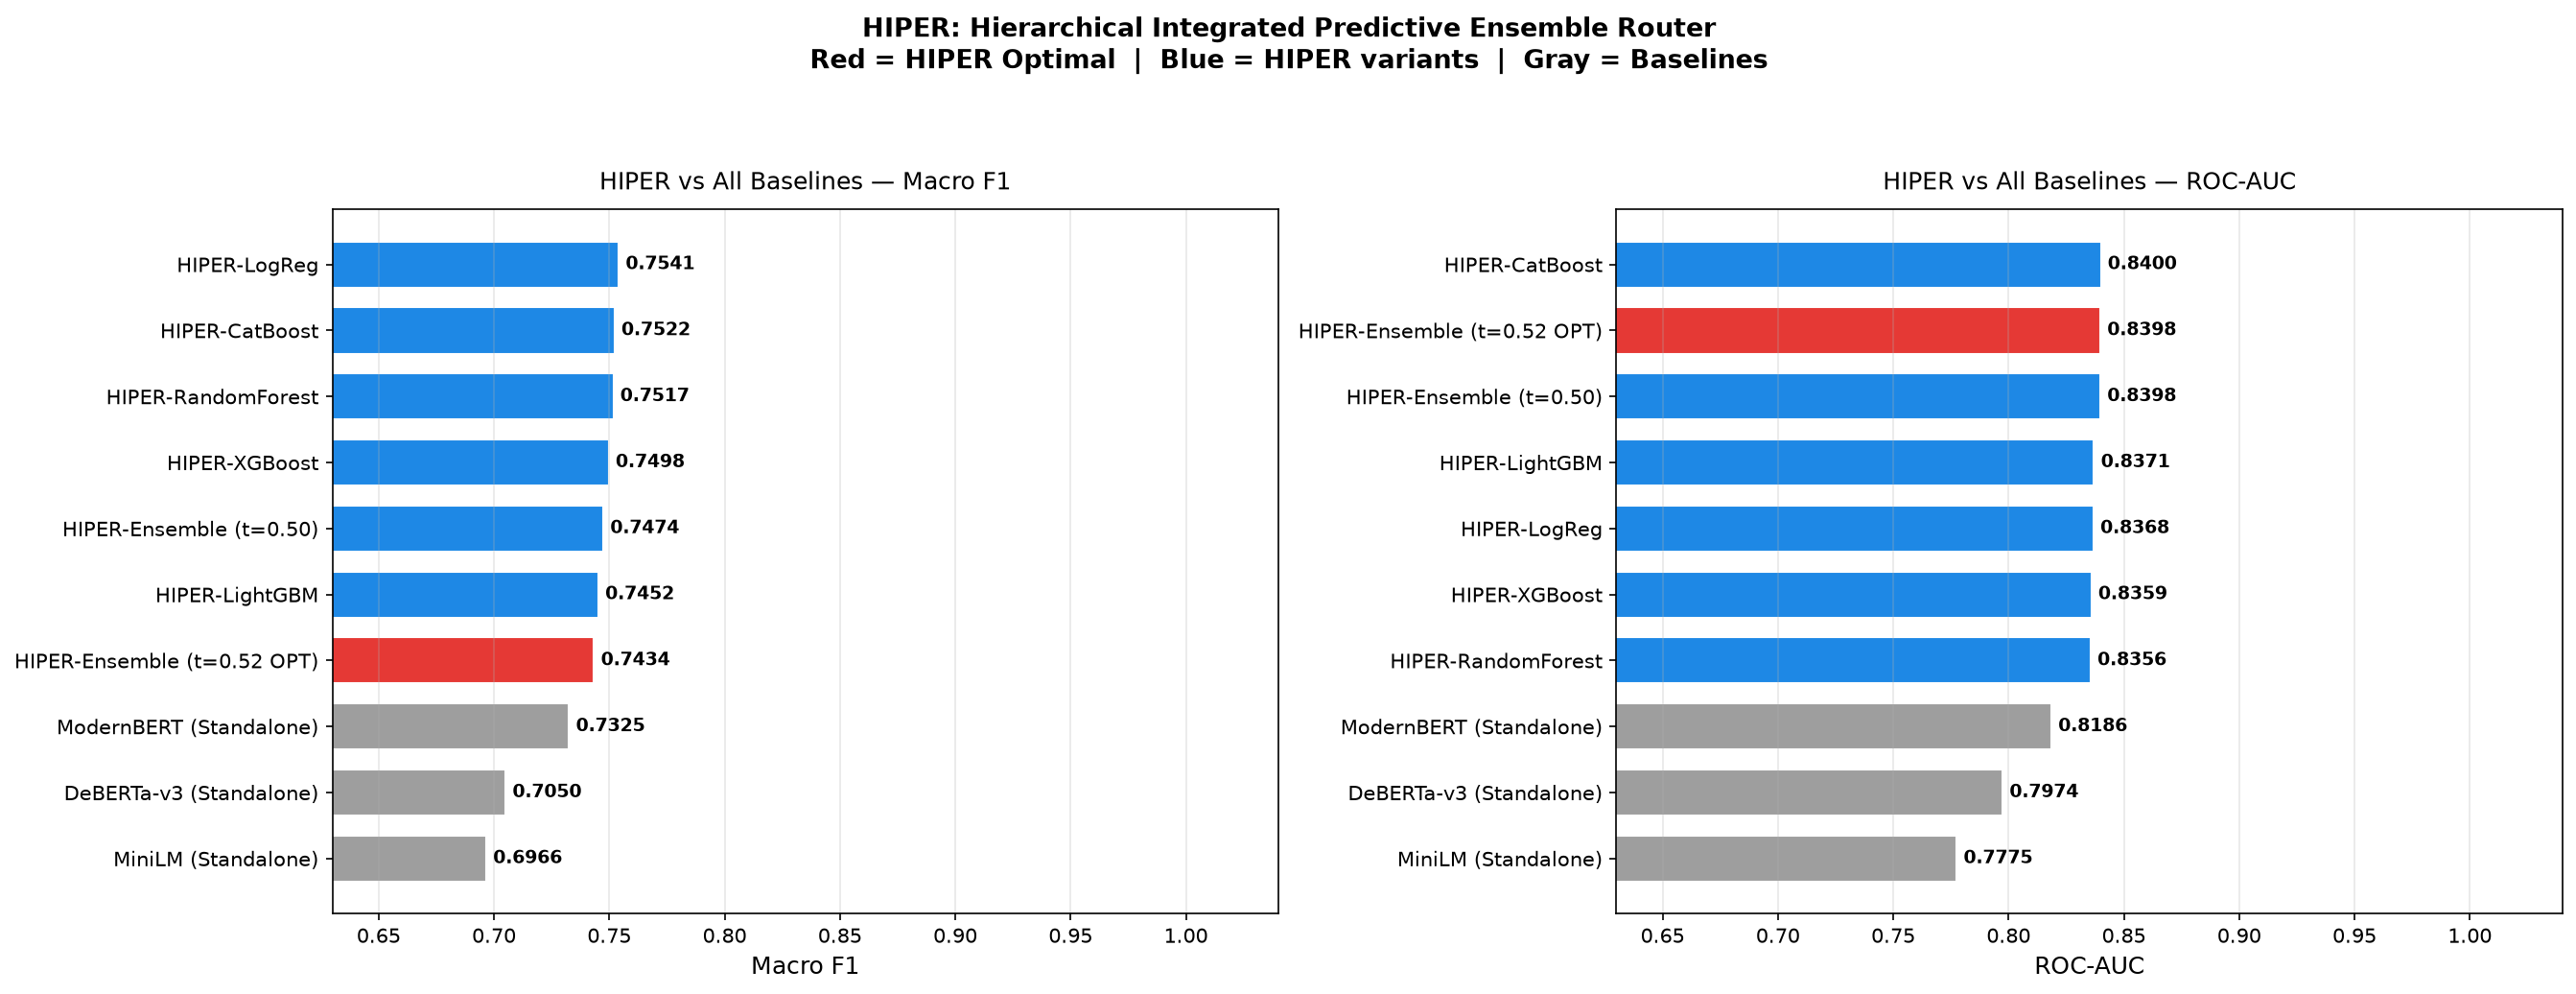 HIPER: Hierarchical Integrated Predictive Ensemble Router
Red = HIPER Optimal | Blue = HIPER variants | Gray = Baselines
HIPER vs All Baselines — Macro F1
HIPER-LogReg 0.7541
HIPER-CatBoost 0.7522
HIPER-RandomForest 0.7517
HIPER-XGBoost 0.7498
HIPER-Ensemble (t=0.50) 0.7474
HIPER-LightGBM 0.7452
HIPER-Ensemble (t=0.52 OPT) 0.7434
ModernBERT (Standalone) 0.7325
DeBERTa-v3 (Standalone) 0.7050
MiniLM (Standalone) 0.6966
0.65 0.70 0.75 0.80 0.85 0.90 0.95 1.00
Macro F1
HIPER vs All Baselines — ROC-AUC
HIPER-CatBoost 0.8400
HIPER-Ensemble (t=0.52 OPT) 0.8398
HIPER-Ensemble (t=0.50) 0.8398
HIPER-LightGBM 0.8371
HIPER-LogReg 0.8368
HIPER-XGBoost 0.8359
HIPER-RandomForest 0.8356
ModernBERT (Standalone) 0.8186
DeBERTa-v3 (Standalone) 0.7974
MiniLM (Standalone) 0.7775
0.65 0.70 0.75 0.80 0.85 0.90 0.95 1.00
ROC-AUC